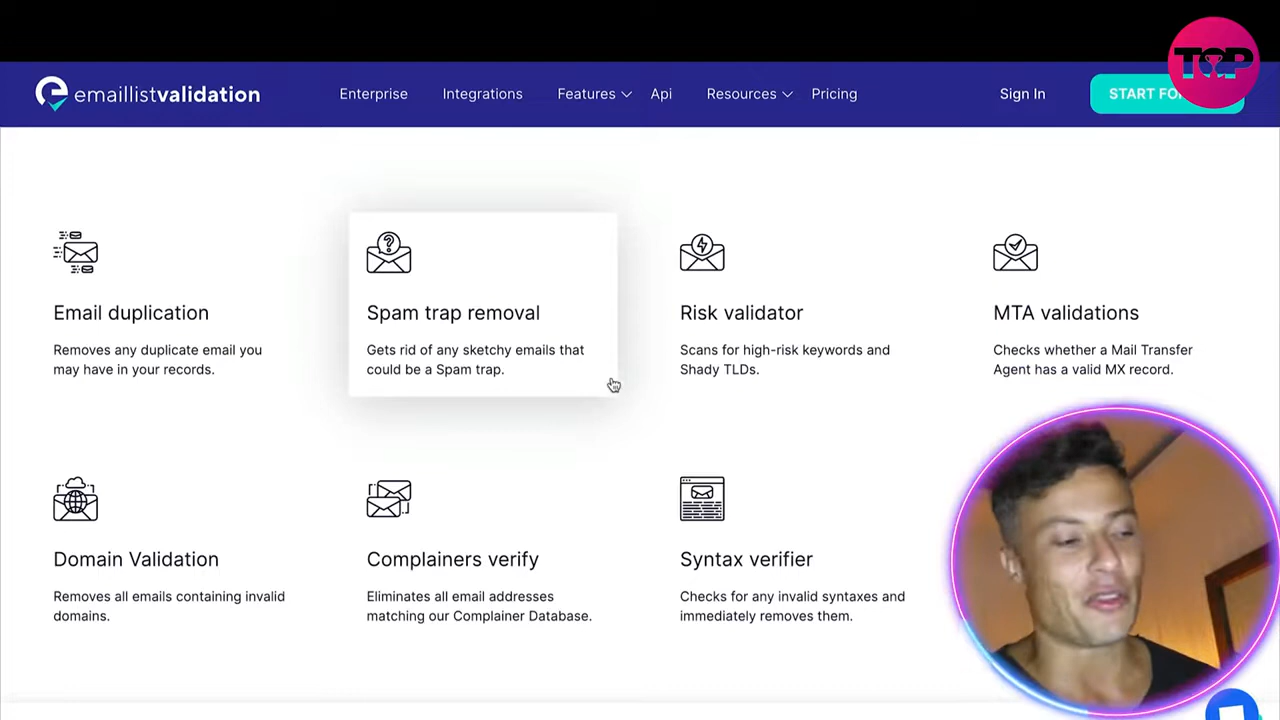 TOP
emaillistvalidation
Enterprise
Integrations
Features
Api
Resources
Pricing
Sign In
START FO
Email duplication
Removes any duplicate email you
may have in your records.
Spam trap removal
Gets rid of any sketchy emails that
could be a Spam trap.
Risk validator
Scans for high-risk keywords and
Shady TLDs.
MTA validations
Checks whether a Mail Transfer
Agent has a valid MX record.
Domain Validation
Removes all emails containing invalid
domains.
Complainers verify
Eliminates all email addresses
matching our Complainer Database.
Syntax verifier
Checks for any invalid syntaxes and
immediately removes them.